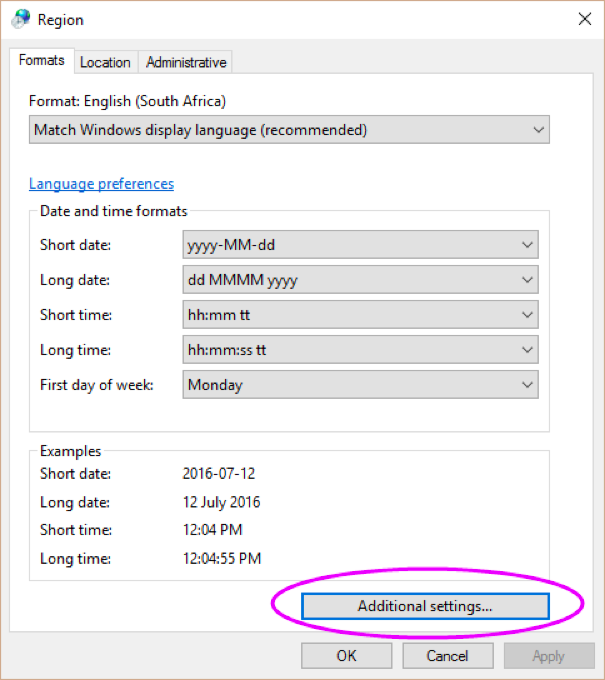 Region
Formats Location Administrative
Format: English (South Africa)
Match Windows display language (recommended)
Language preferences
Date and time formats
Short date: yyyy-MM-dd
Long date: dd MMMM yyyy
Short time: hh:mm tt
Long time: hh:mm:ss tt
First day of week: Monday
Examples
Short date: 2016-07-12
Long date: 12 July 2016
Short time: 12:04 PM
Long time: 12:04:55 PM
Additional settings...
OK Cancel Apply